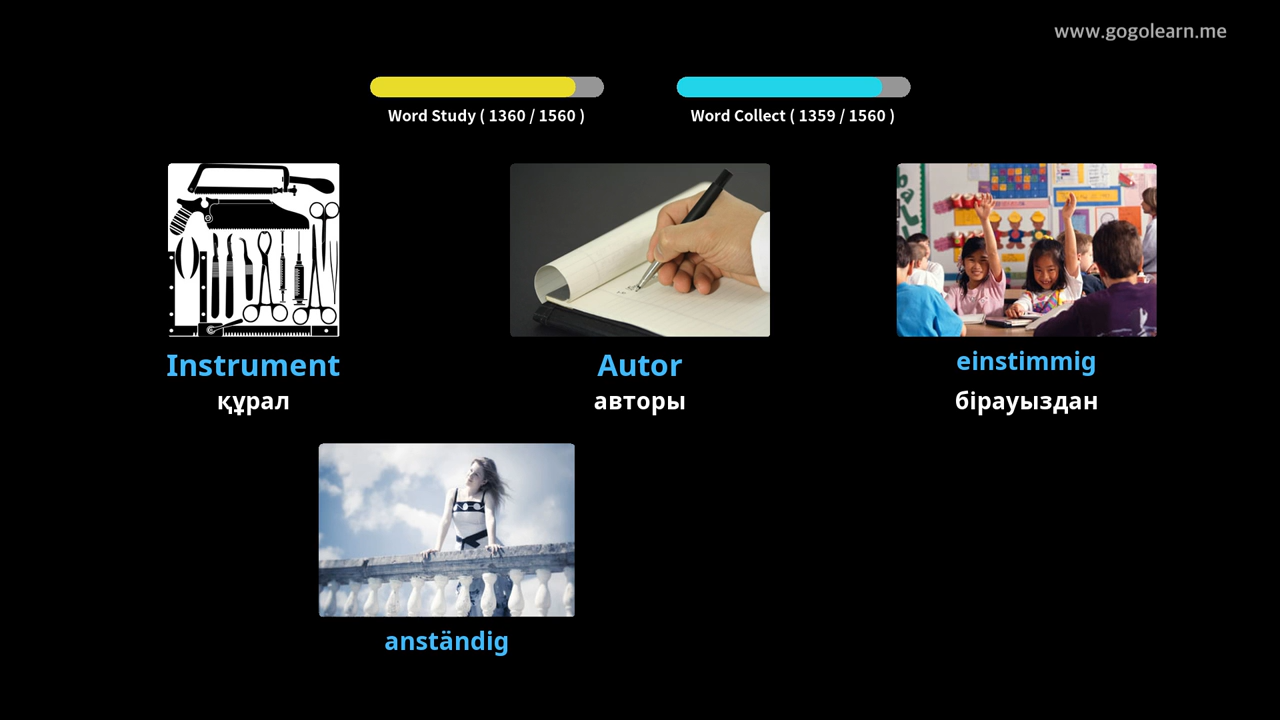 www.gogolearn.me
Word Study ( 1360 / 1560 )
Word Collect ( 1359 / 1560 )
Instrument
құрал
Autor
авторы
einstimmig
бірауыздан
anständig